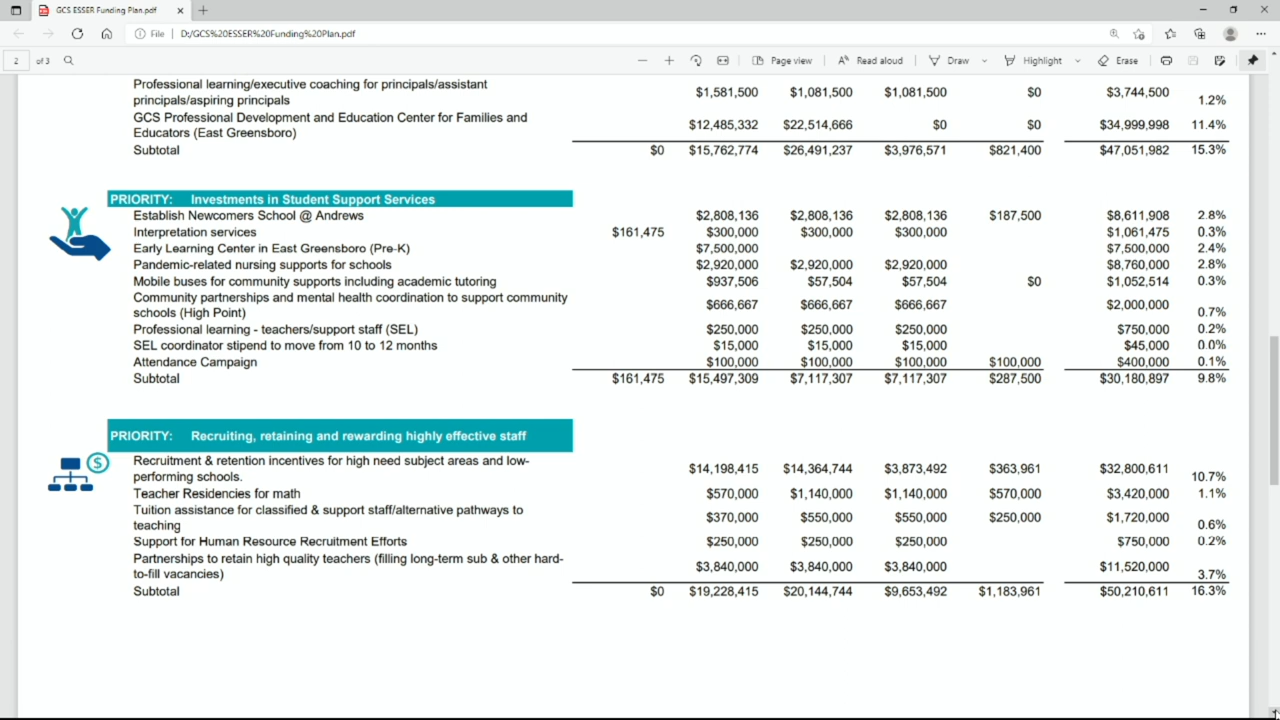 GCS ESSER Funding Plan.pdf
File | D:/GCS%20ESSER%20Funding%20Plan.pdf
2 of 3 Page view Read aloud Draw Highlight Erase
Professional learning/executive coaching for principals/assistant
principals/aspiring principals $1,581,500 $1,081,500 $1,081,500 $0 $3,744,500 1.2%
GCS Professional Development and Education Center for Families and
Educators (East Greensboro) $12,485,332 $22,514,666 $0 $0 $34,999,998 11.4%
Subtotal $0 $15,762,774 $26,491,237 $3,976,571 $821,400 $47,051,982 15.3%
PRIORITY: Investments in Student Support Services
Establish Newcomers School @ Andrews $2,808,136 $2,808,136 $2,808,136 $187,500 $8,611,908 2.8%
Interpretation services $161,475 $300,000 $300,000 $300,000 $1,061,475 0.3%
Early Learning Center in East Greensboro (Pre-K) $7,500,000 $7,500,000 2.4%
Pandemic-related nursing supports for schools $2,920,000 $2,920,000 $2,920,000 $8,760,000 2.8%
Mobile buses for community supports including academic tutoring $937,506 $57,504 $57,504 $0 $1,052,514 0.3%
Community partnerships and mental health coordination to support community
schools (High Point) $666,667 $666,667 $666,667 $2,000,000 0.7%
Professional learning - teachers/support staff (SEL) $250,000 $250,000 $250,000 $750,000 0.2%
SEL coordinator stipend to move from 10 to 12 months $15,000 $15,000 $15,000 $45,000 0.0%
Attendance Campaign $100,000 $100,000 $100,000 $100,000 $400,000 0.1%
Subtotal $161,475 $15,497,309 $7,117,307 $7,117,307 $287,500 $30,180,897 9.8%
PRIORITY: Recruiting, retaining and rewarding highly effective staff
$
Recruitment & retention incentives for high need subject areas and low-
performing schools. $14,198,415 $14,364,744 $3,873,492 $363,961 $32,800,611 10.7%
Teacher Residencies for math $570,000 $1,140,000 $1,140,000 $570,000 $3,420,000 1.1%
Tuition assistance for classified & support staff/alternative pathways to
teaching $370,000 $550,000 $550,000 $250,000 $1,720,000 0.6%
Support for Human Resource Recruitment Efforts $250,000 $250,000 $250,000 $750,000 0.2%
Partnerships to retain high quality teachers (filling long-term sub & other hard-
to-fill vacancies) $3,840,000 $3,840,000 $3,840,000 $11,520,000 3.7%
Subtotal $0 $19,228,415 $20,144,744 $9,653,492 $1,183,961 $50,210,611 16.3%